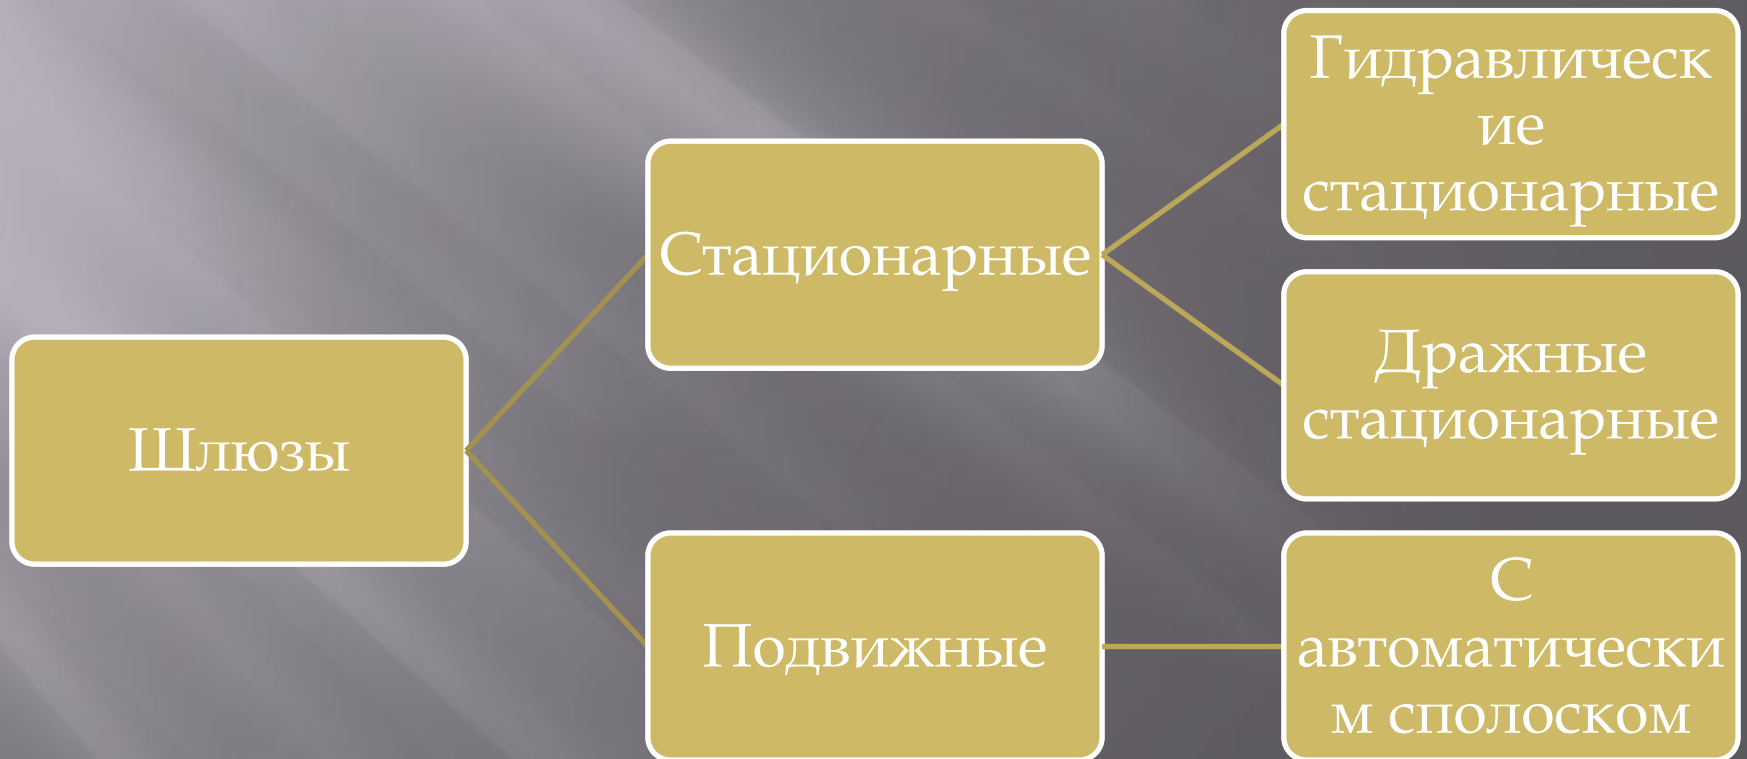 Шлюзы
Стационарные
Гидравлическ
ие
стационарные
Дражные
стационарные
Подвижные
С
автоматически
м сполоском